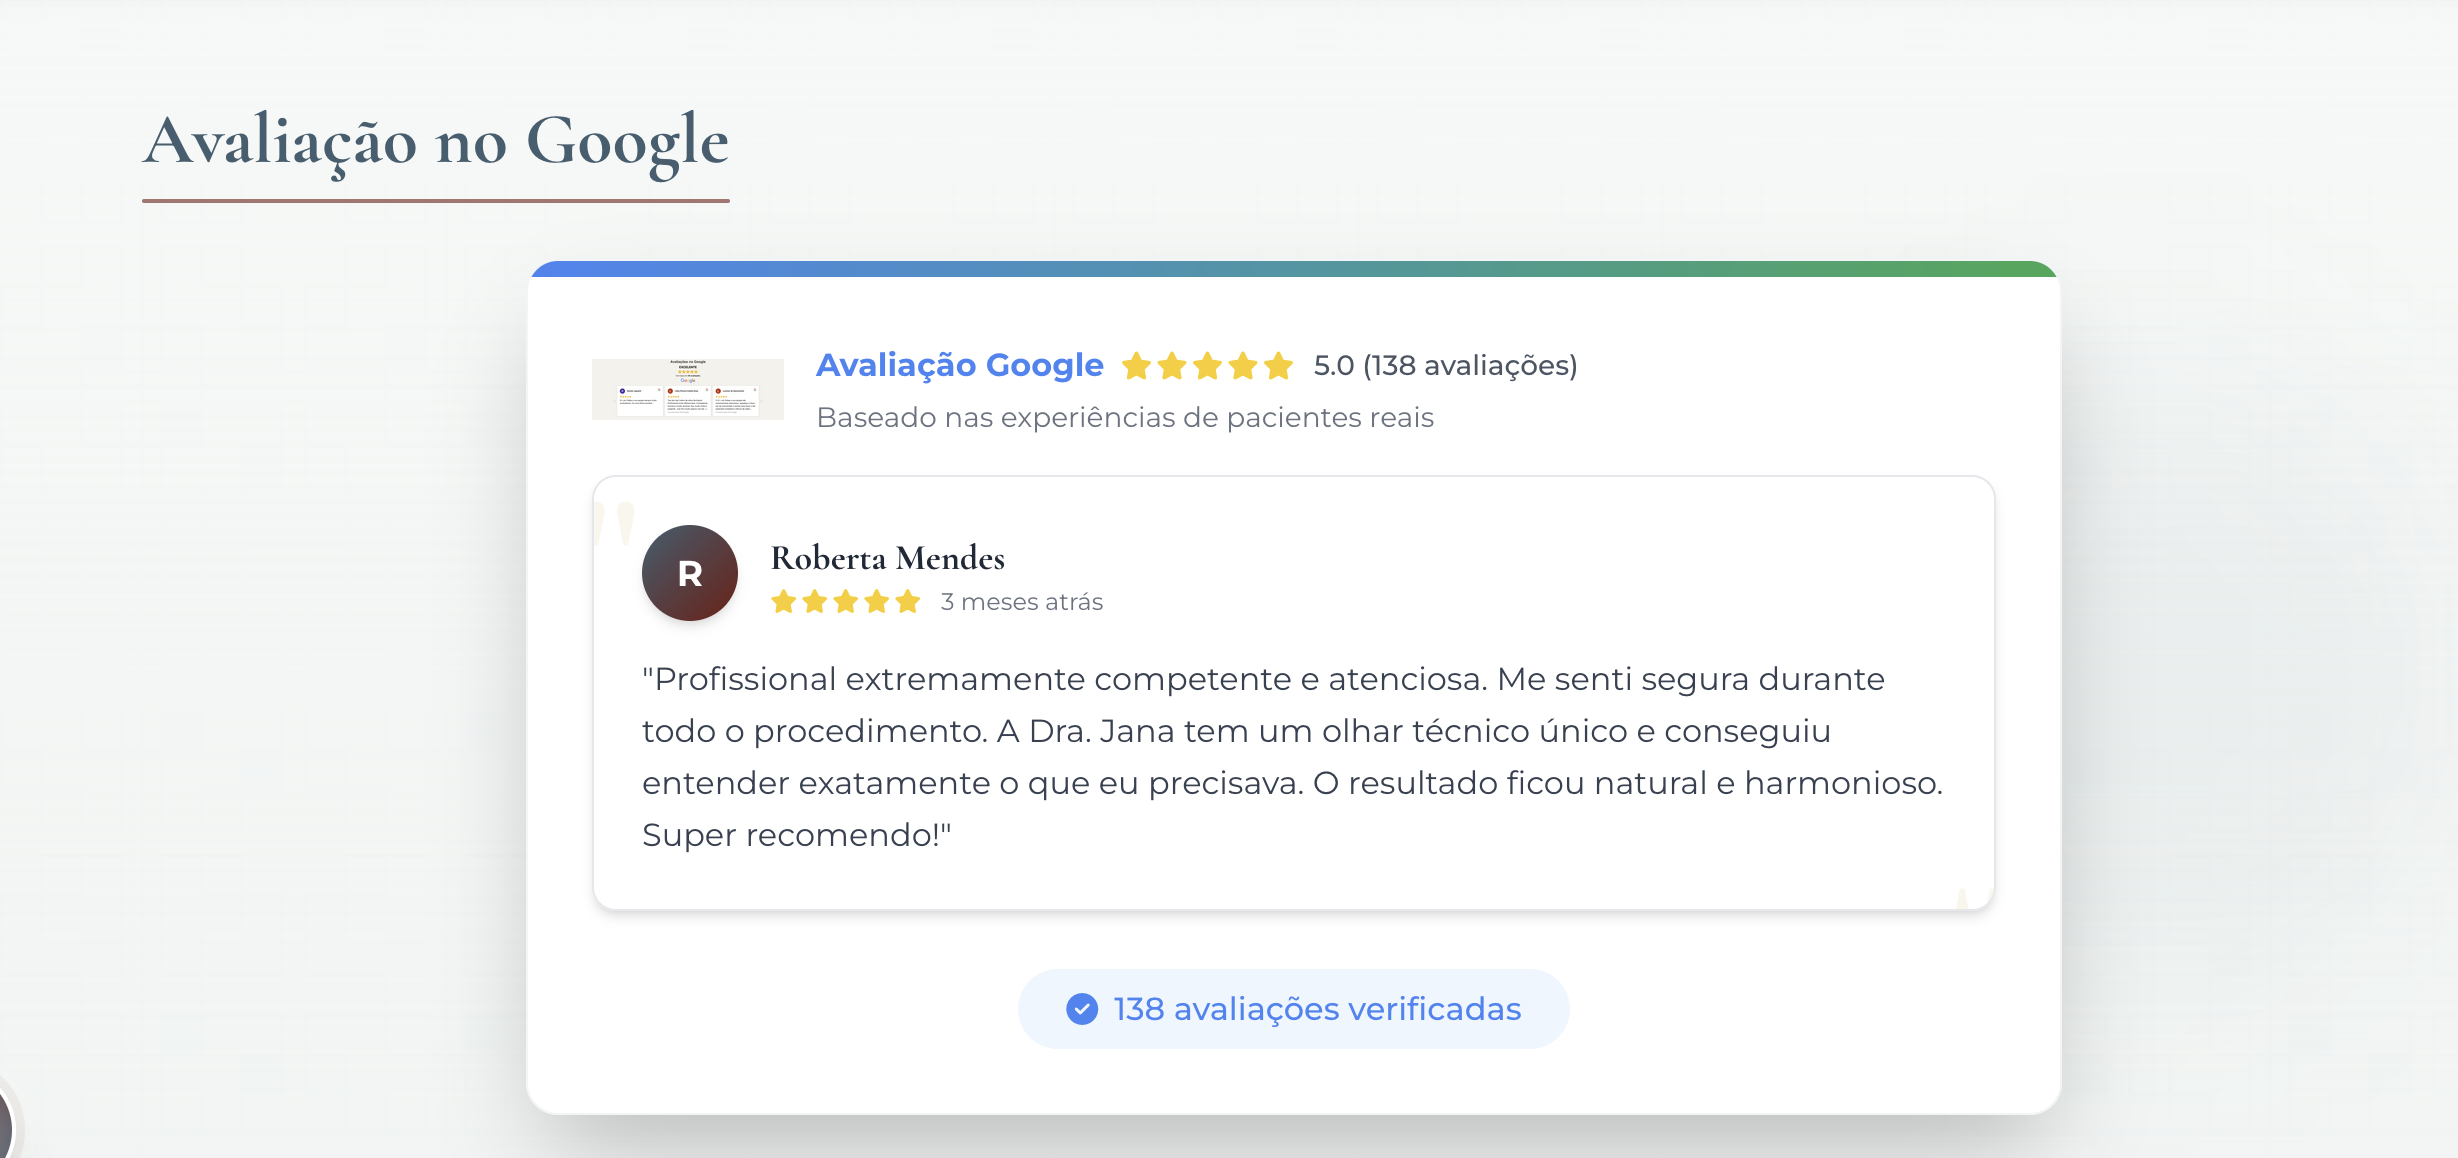 Avaliação no Google
Avaliação Google 5.0 (138 avaliações)
Baseado nas experiências de pacientes reais
R
Roberta Mendes
3 meses atrás
"Profissional extremamente competente e atenciosa. Me senti segura durante
todo o procedimento. A Dra. Jana tem um olhar técnico único e conseguiu
entender exatamente o que eu precisava. O resultado ficou natural e harmonioso.
Super recomendo!"
138 avaliações verificadas